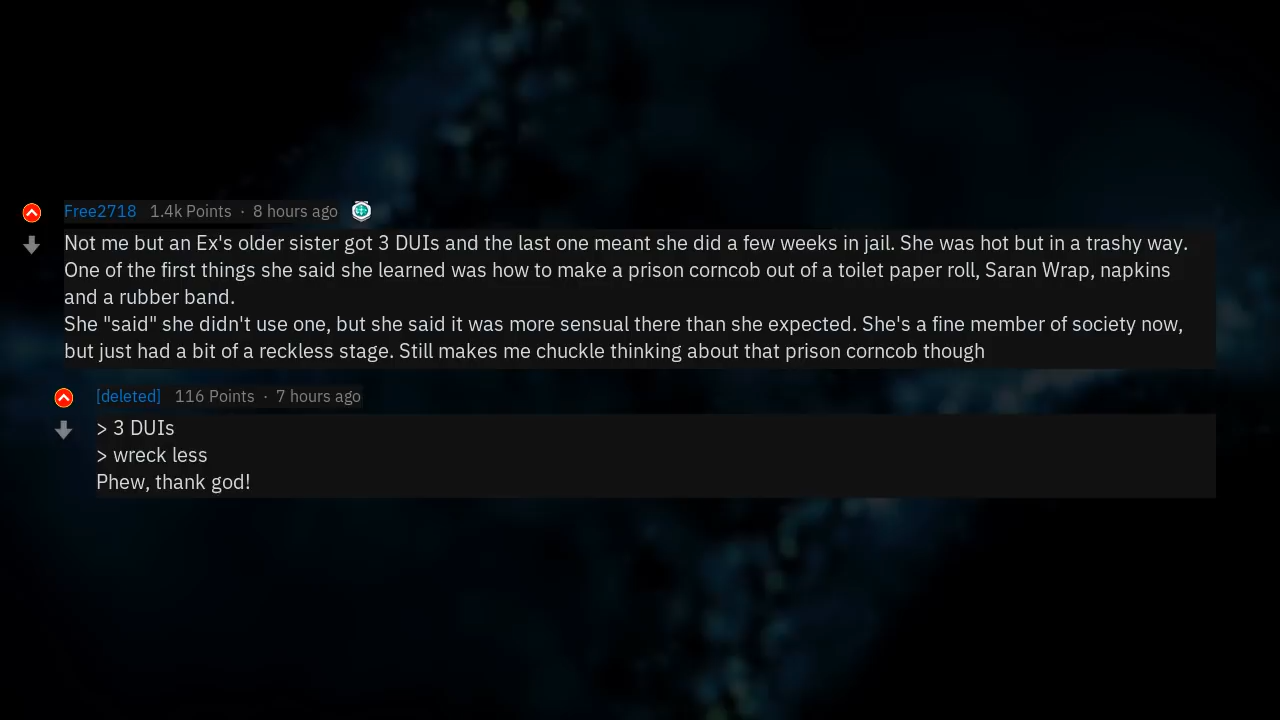 Free2718 1.4k Points · 8 hours ago
Not me but an Ex's older sister got 3 DUIs and the last one meant she did a few weeks in jail. She was hot but in a trashy way.
One of the first things she said she learned was how to make a prison corncob out of a toilet paper roll, Saran Wrap, napkins
and a rubber band.
She "said" she didn't use one, but she said it was more sensual there than she expected. She's a fine member of society now,
but just had a bit of a reckless stage. Still makes me chuckle thinking about that prison corncob though
[deleted] 116 Points · 7 hours ago
> 3 DUIs
> wreck less
Phew, thank god!